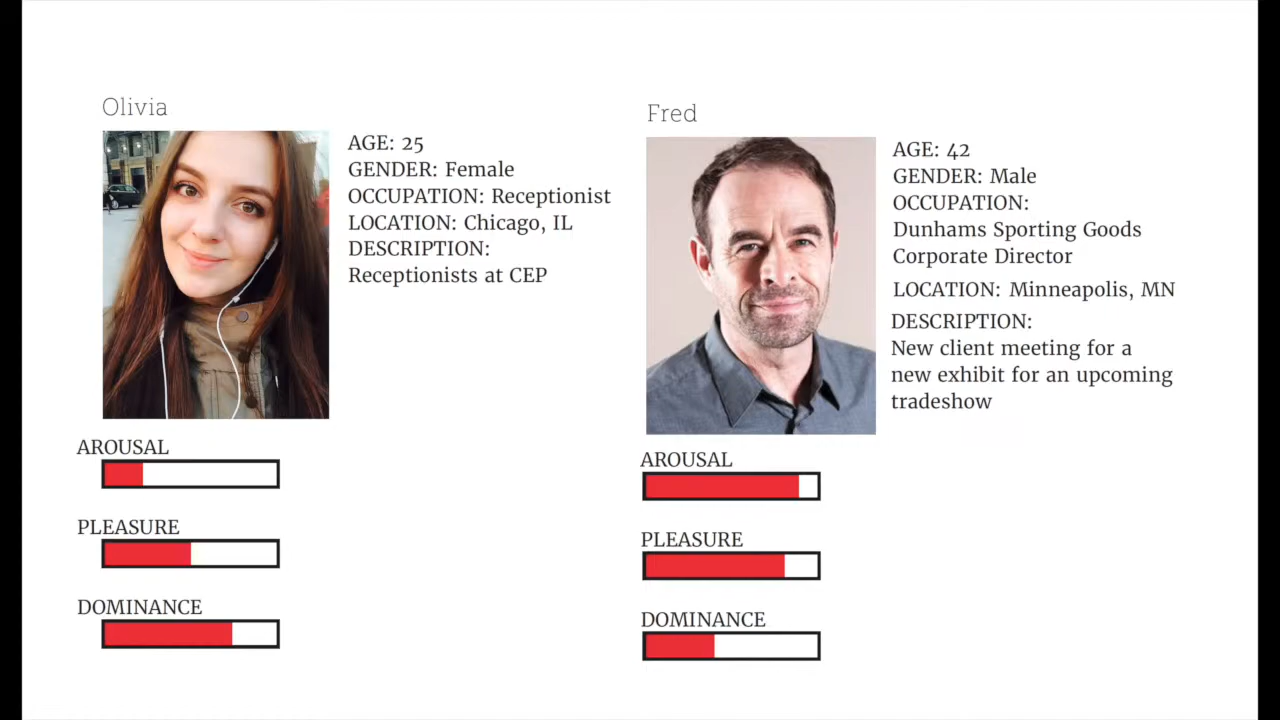 Olivia
AGE: 25
GENDER: Female
OCCUPATION: Receptionist
LOCATION: Chicago, IL
DESCRIPTION:
Receptionists at CEP
AROUSAL
PLEASURE
DOMINANCE
Fred
AGE: 42
GENDER: Male
OCCUPATION:
Dunhams Sporting Goods
Corporate Director
LOCATION: Minneapolis, MN
DESCRIPTION:
New client meeting for a
new exhibit for an upcoming
tradeshow
AROUSAL
PLEASURE
DOMINANCE